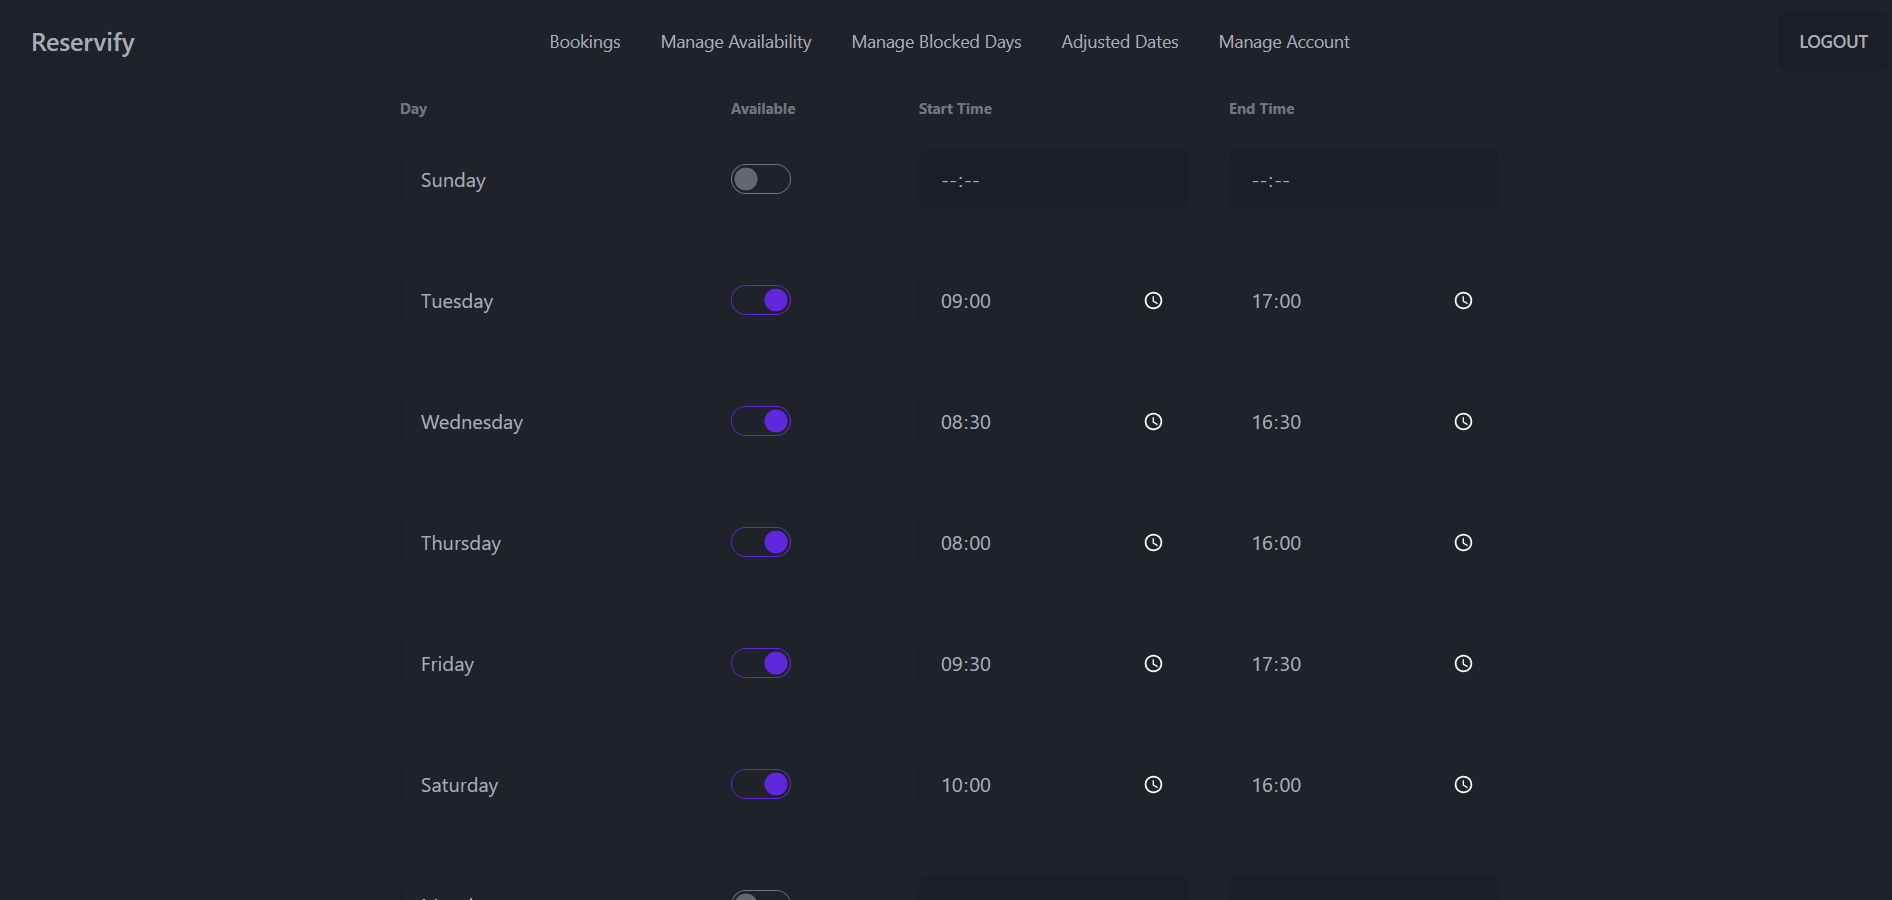 Reservify Bookings Manage Availability Manage Blocked Days Adjusted Dates Manage Account LOGOUT
Day Available Start Time End Time
Sunday --:-- --:--
Tuesday 09:00 17:00
Wednesday 08:30 16:30
Thursday 08:00 16:00
Friday 09:30 17:30
Saturday 10:00 16:00